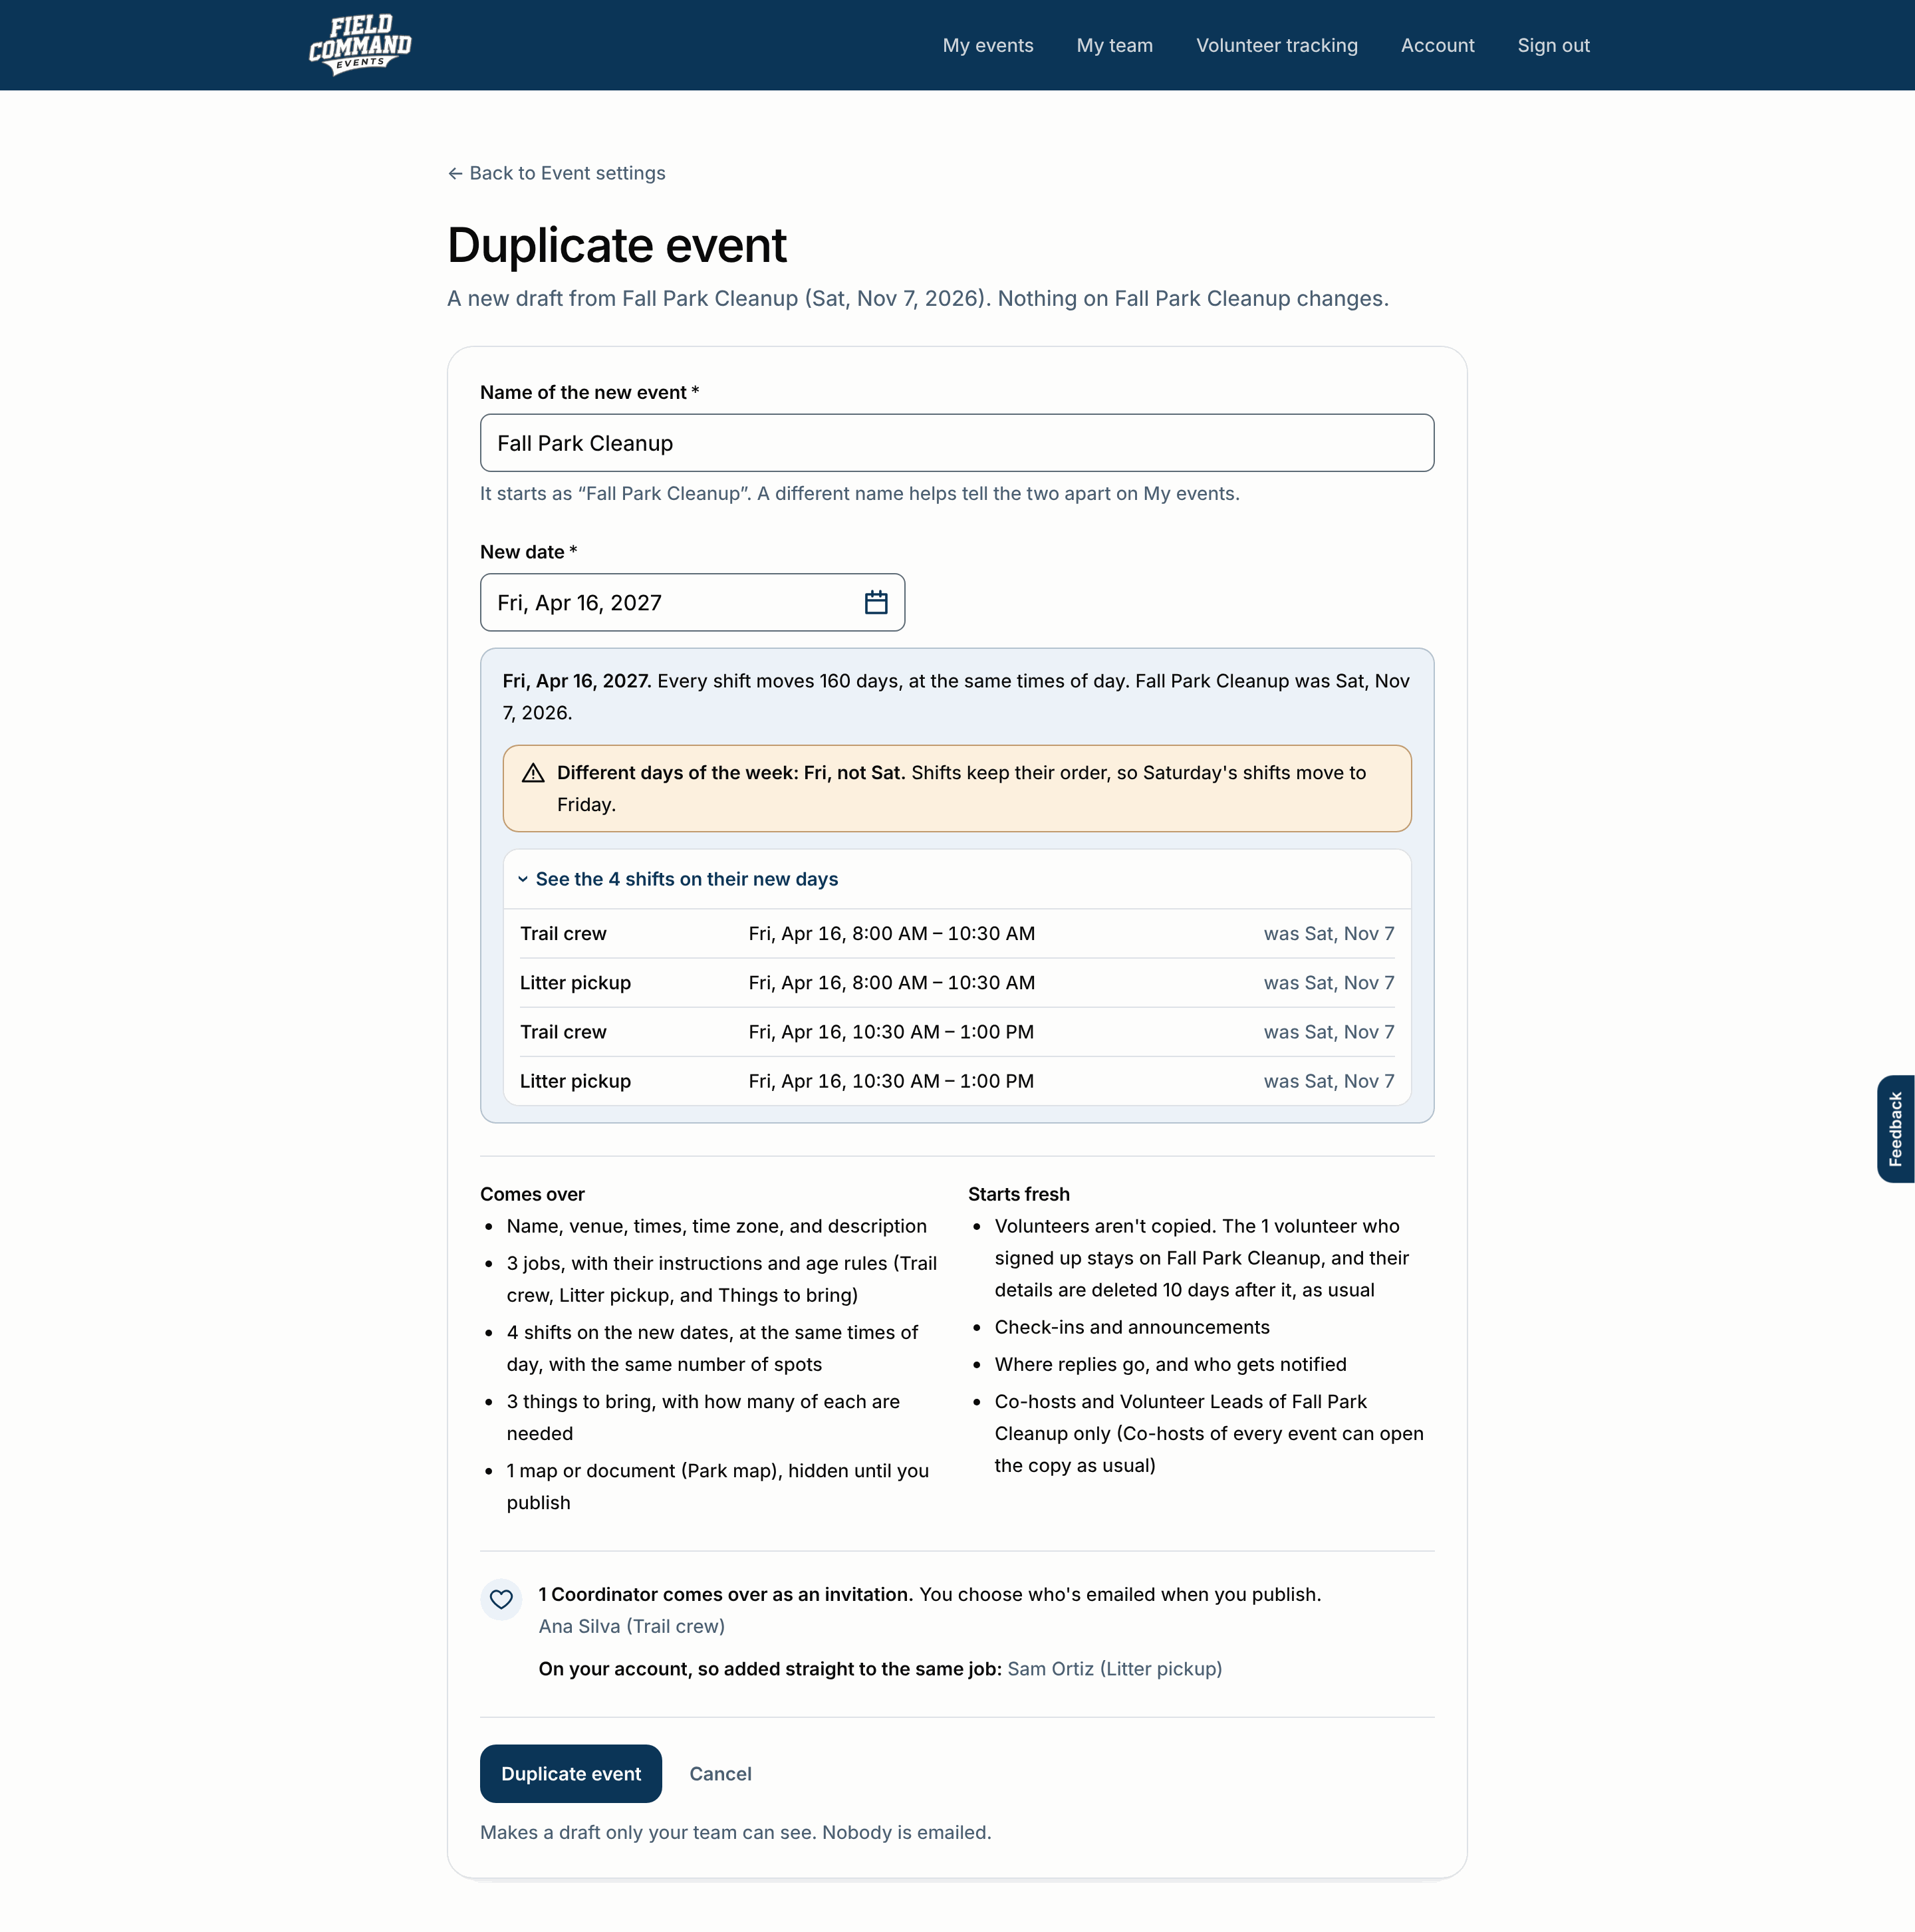 FIELD
COMMAND
EVENTS
My events
My team
Volunteer tracking
Account
Sign out
← Back to Event settings
Duplicate event
A new draft from Fall Park Cleanup (Sat, Nov 7, 2026). Nothing on Fall Park Cleanup changes.
Name of the new event *
Fall Park Cleanup
It starts as “Fall Park Cleanup”. A different name helps tell the two apart on My events.
New date *
Fri, Apr 16, 2027
Fri, Apr 16, 2027. Every shift moves 160 days, at the same times of day. Fall Park Cleanup was Sat, Nov
7, 2026.
Different days of the week: Fri, not Sat. Shifts keep their order, so Saturday's shifts move to
Friday.
See the 4 shifts on their new days
Trail crew Fri, Apr 16, 8:00 AM – 10:30 AM was Sat, Nov 7
Litter pickup Fri, Apr 16, 8:00 AM – 10:30 AM was Sat, Nov 7
Trail crew Fri, Apr 16, 10:30 AM – 1:00 PM was Sat, Nov 7
Litter pickup Fri, Apr 16, 10:30 AM – 1:00 PM was Sat, Nov 7
Feedback
Comes over
• Name, venue, times, time zone, and description
• 3 jobs, with their instructions and age rules (Trail
crew, Litter pickup, and Things to bring)
• 4 shifts on the new dates, at the same times of
day, with the same number of spots
• 3 things to bring, with how many of each are
needed
• 1 map or document (Park map), hidden until you
publish
Starts fresh
• Volunteers aren't copied. The 1 volunteer who
signed up stays on Fall Park Cleanup, and their
details are deleted 10 days after it, as usual
• Check-ins and announcements
• Where replies go, and who gets notified
• Co-hosts and Volunteer Leads of Fall Park
Cleanup only (Co-hosts of every event can open
the copy as usual)
1 Coordinator comes over as an invitation. You choose who's emailed when you publish.
Ana Silva (Trail crew)
On your account, so added straight to the same job: Sam Ortiz (Litter pickup)
Duplicate event
Cancel
Makes a draft only your team can see. Nobody is emailed.